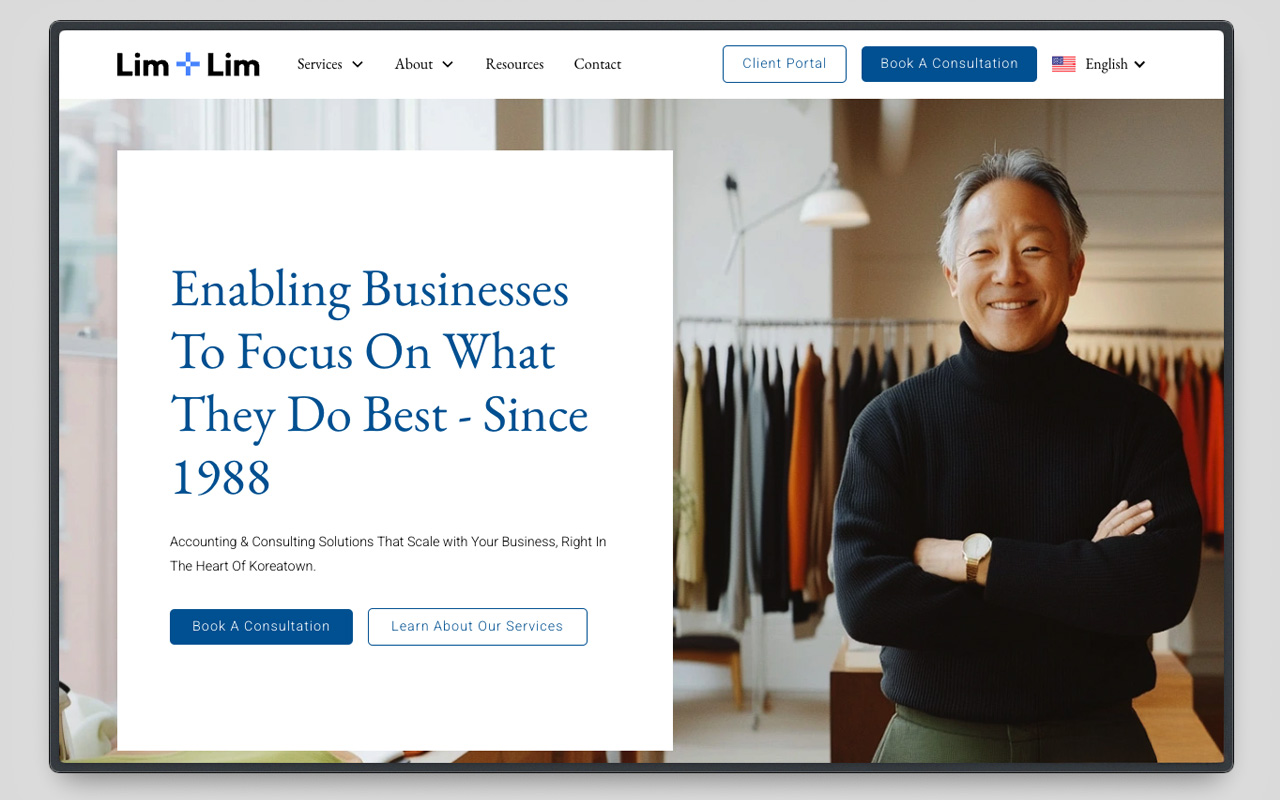 Lim + Lim
Services
About
Resources
Contact
Client Portal
Book A Consultation
English
Enabling Businesses
To Focus On What
They Do Best - Since
1988
Accounting & Consulting Solutions That Scale with Your Business, Right In
The Heart Of Koreatown.
Book A Consultation
Learn About Our Services